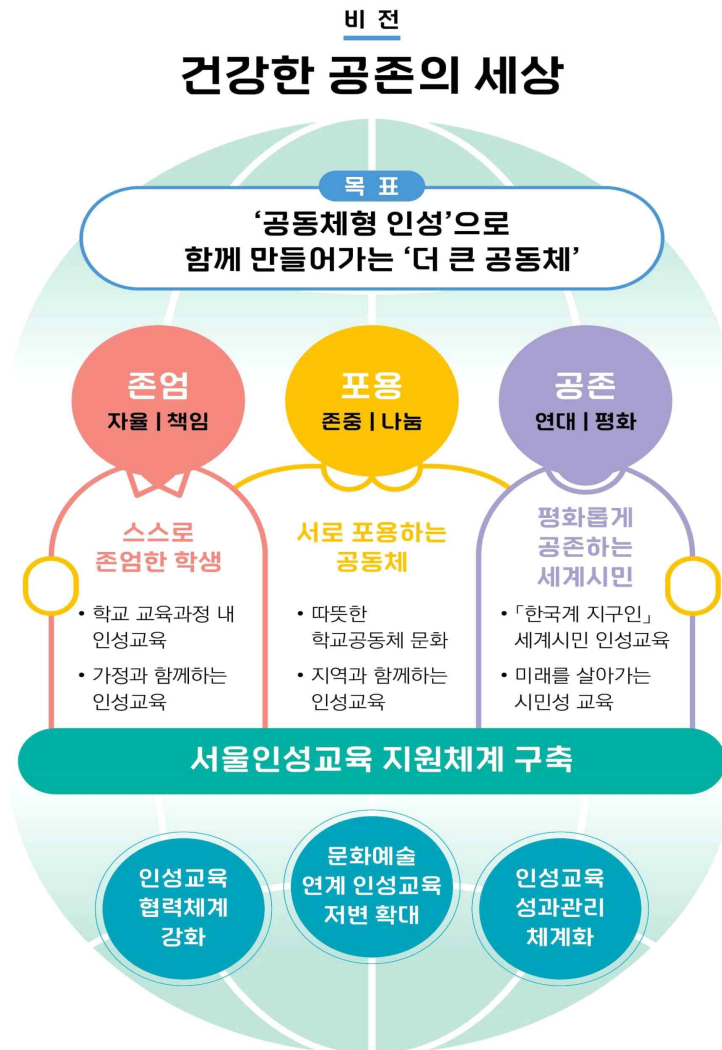 비 전
건강한 공존의 세상
목 표
‘공동체형 인성’으로
함께 만들어가는 ‘더 큰 공동체’
존엄
자율 | 책임
포용
존중 | 나눔
공존
연대 | 평화
스스로
존엄한 학생
• 학교 교육과정 내
인성교육
• 가정과 함께하는
인성교육
서로 포용하는
공동체
• 따뜻한
학교공동체 문화
• 지역과 함께하는
인성교육
평화롭게
공존하는
세계시민
• 「한국계 지구인」
세계시민 인성교육
• 미래를 살아가는
시민성 교육
서울인성교육 지원체계 구축
인성교육
협력체계
강화
문화예술
연계 인성교육
저변 확대
인성교육
성과관리
체계화